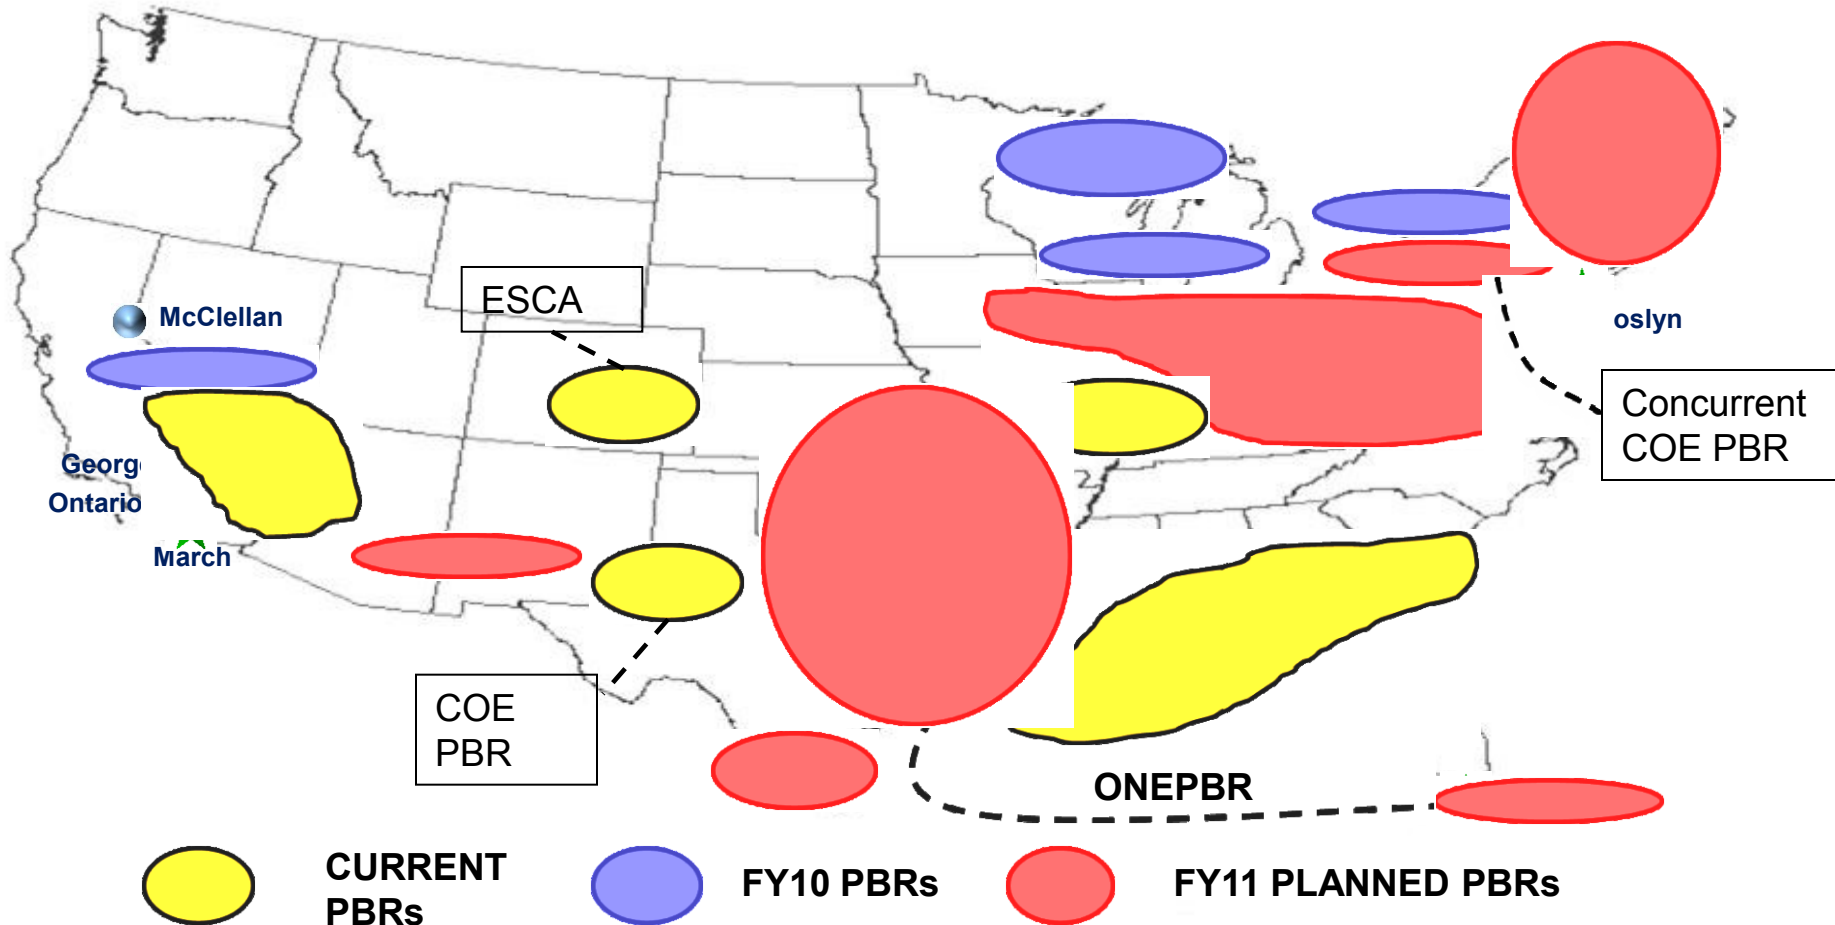 ESCA
McClellan
oslyn
Concurrent
COE PBR
Georg
Ontario
March
COE
PBR
ONEPBR
CURRENT
PBRs
FY10 PBRs
FY11 PLANNED PBRs